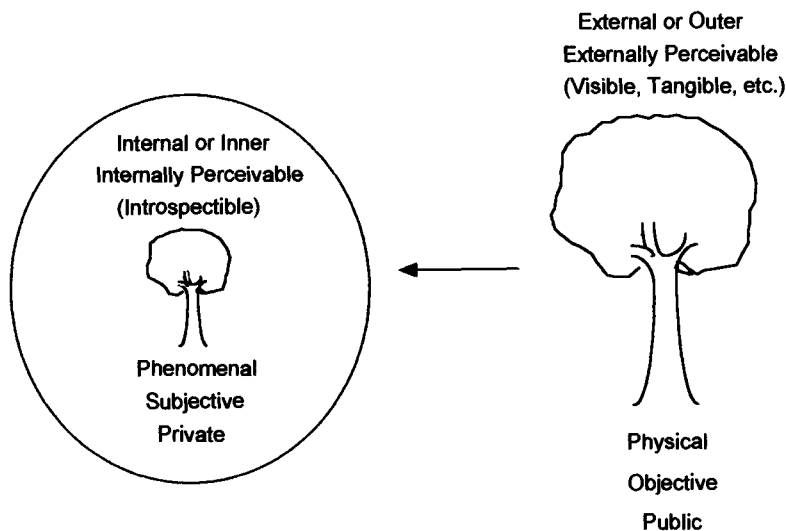 External or Outer
Externally Perceivable
(Visible, Tangible, etc.)
Internal or Inner
Internally Perceivable
(Introspectible)
Phenomenal
Subjective
Private
Physical
Objective
Public